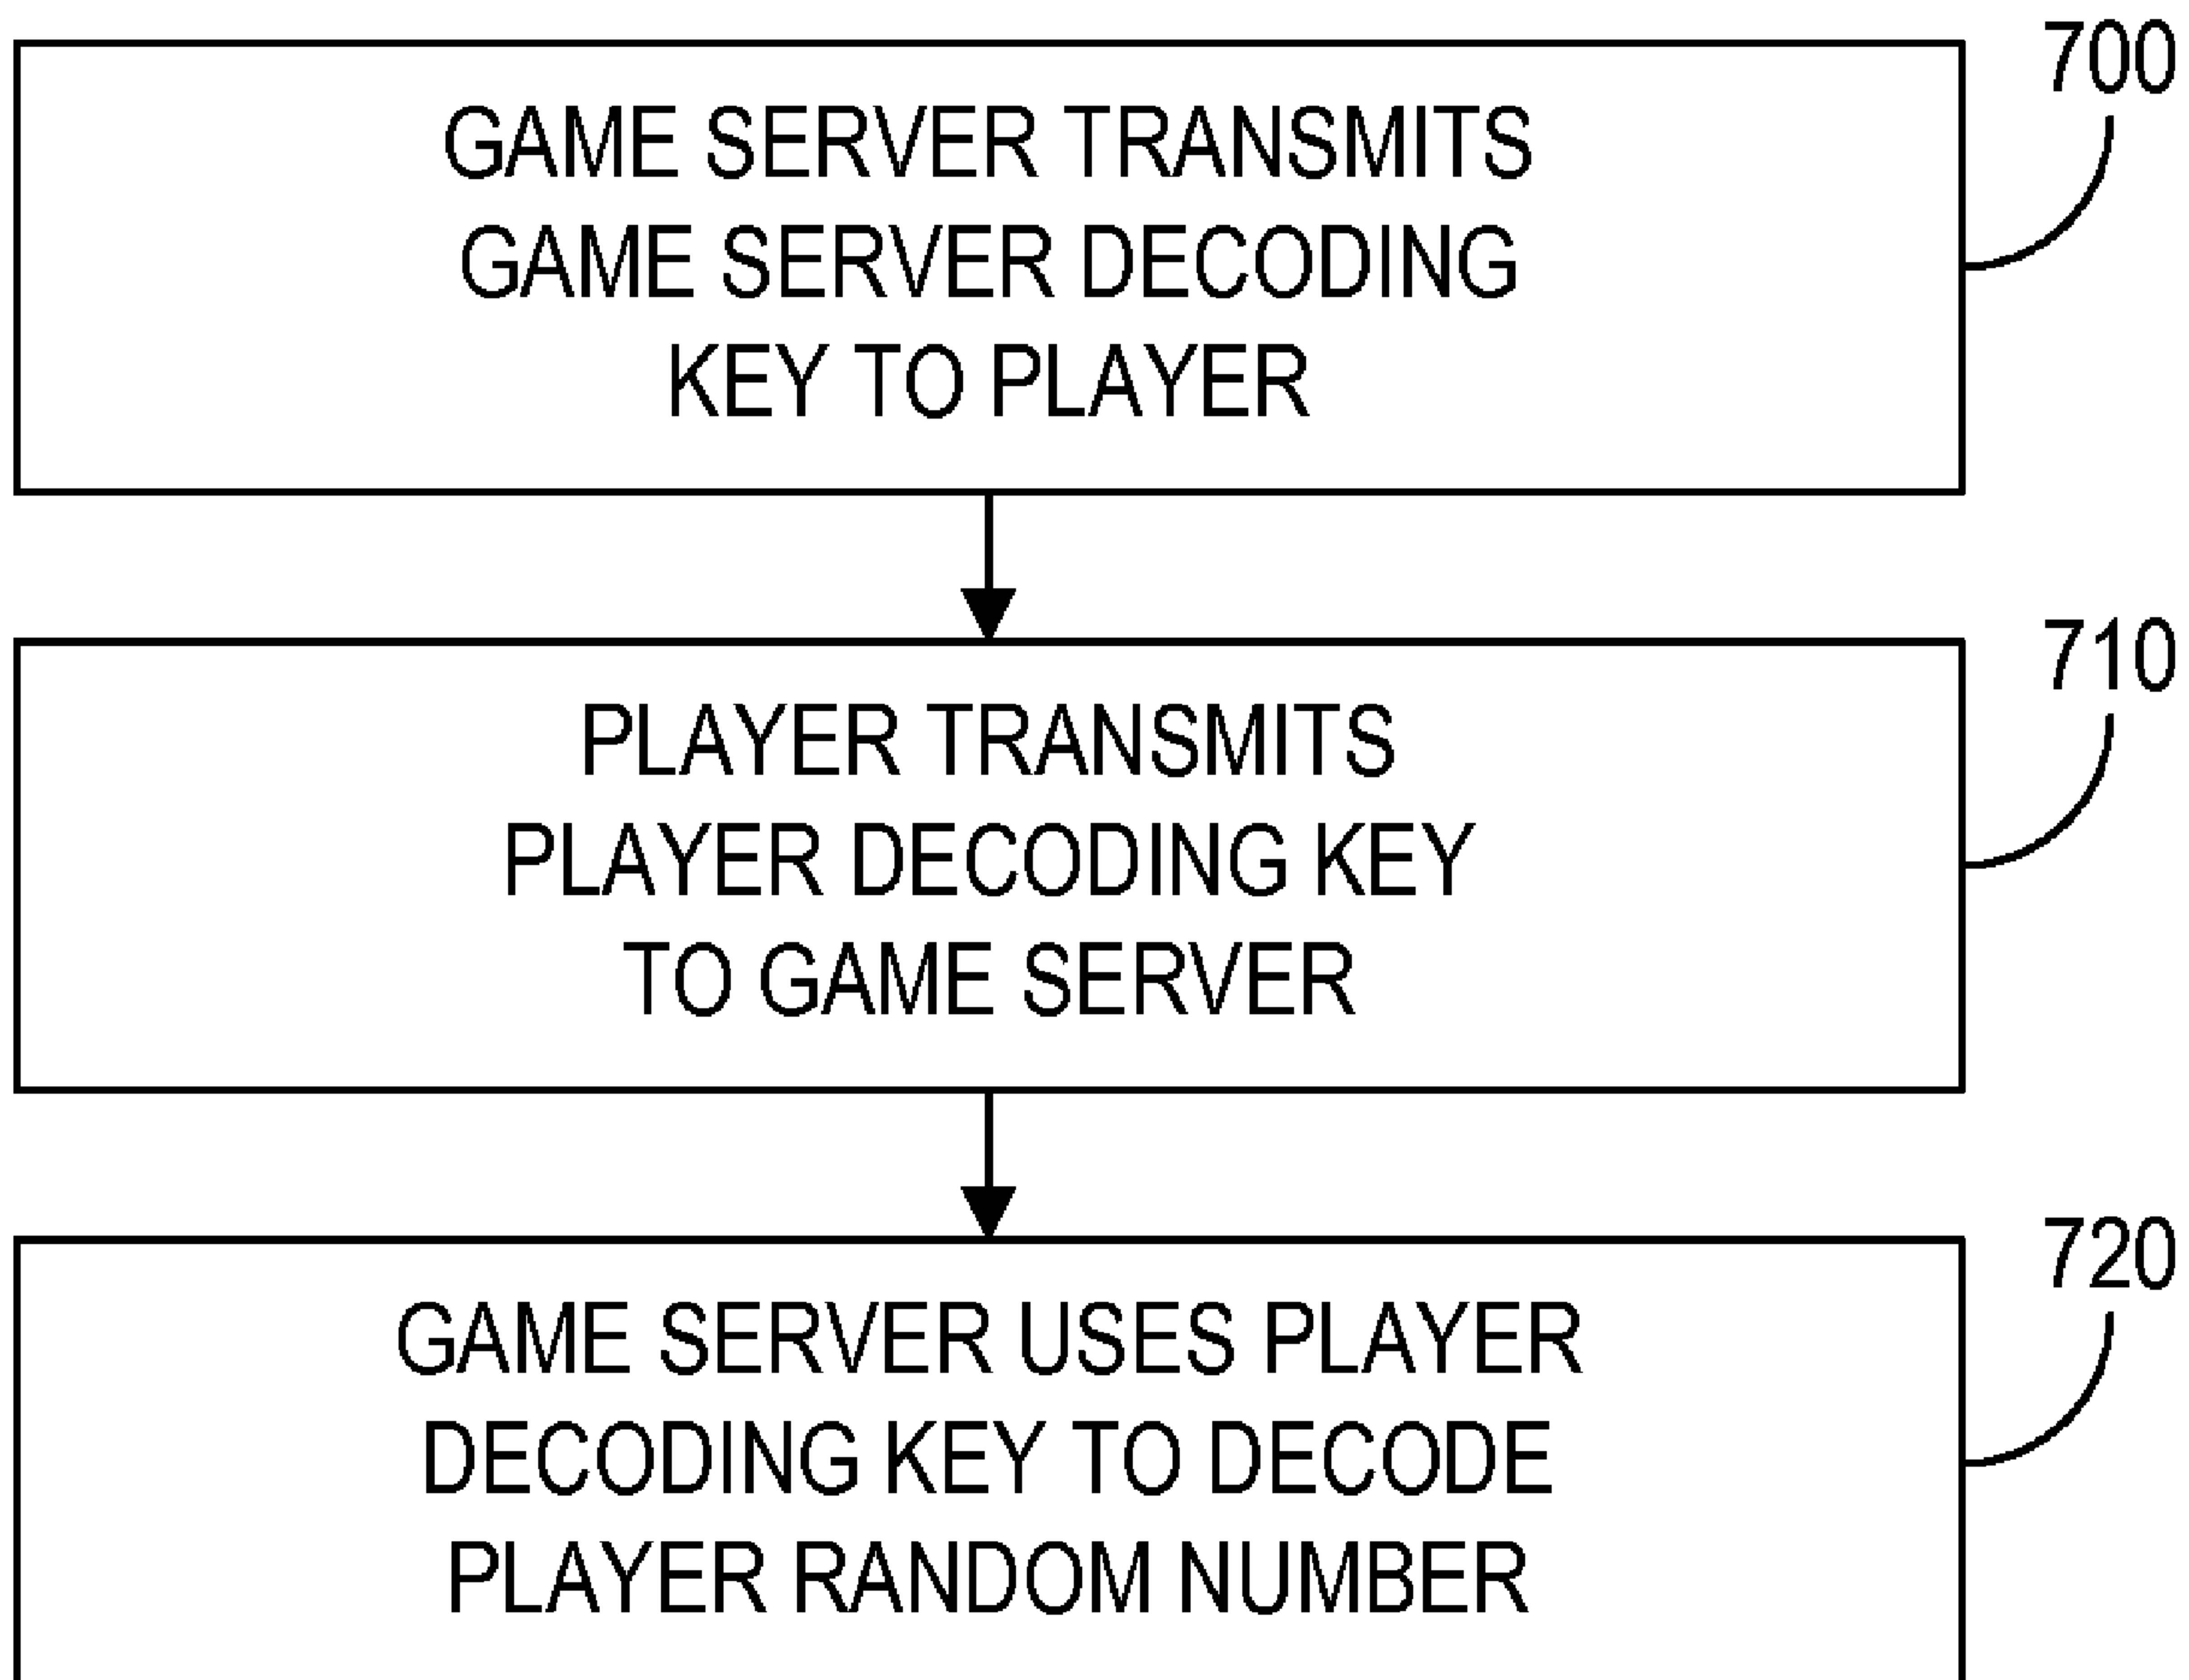 700
GAME SERVER TRANSMITS
GAME SERVER DECODING
KEY TO PLAYER
710
PLAYER TRANSMITS
PLAYER DECODING KEY
TO GAME SERVER
720
GAME SERVER USES PLAYER
DECODING KEY TO DECODE
PLAYER RANDOM NUMBER